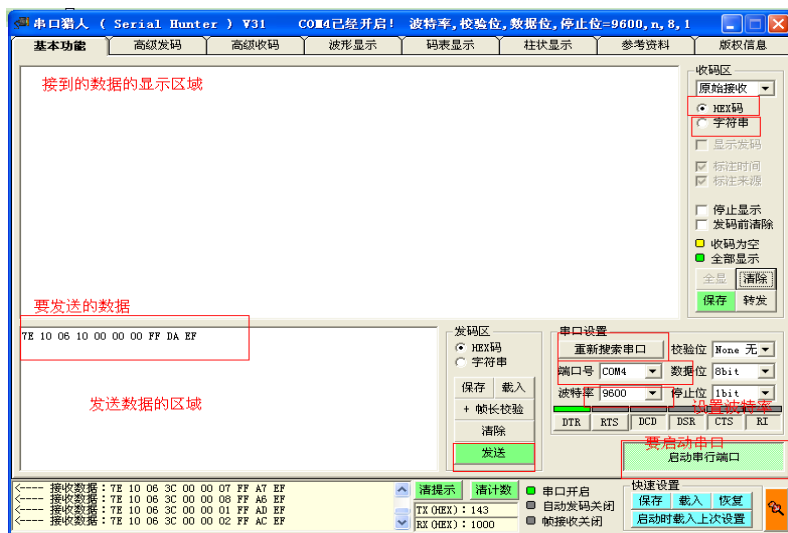 串口猎人 ( Serial Hunter ) V31 COM4已经开启! 波特率,校验位,数据位,停止位=9600,n,8,1
基本功能 高级发码 高级收码 波形显示 码表显示 柱状显示 参考资料 版权信息
接到的数据的显示区域
收码区
原始接收
HEX码
字符串
显示发码
标注时间
标注来源
停止显示
发码前清除
收码为空
全部显示
全显 清除
保存 转发
要发送的数据
7E 10 06 10 00 00 00 FF DA EF
发送数据的区域
发码区
HEX码
字符串
保存 载入
+ 帧长校验
清除
发送
串口设置
重新搜索串口 校验位 None 无
端口号 COM4 数据位 8bit
波特率 9600 停止位 1bit
设置波特率
DTR RTS DCD DSR CTS RI
要启动串口
启动串行端口
<---- 接收数据:7E 10 06 3C 00 00 07 FF A7 EF
<---- 接收数据:7E 10 06 3C 00 00 08 FF A6 EF
<---- 接收数据:7E 10 06 3C 00 00 01 FF AD EF
<---- 接收数据:7E 10 06 3C 00 00 02 FF AC EF
清提示 清计数
TX(HEX):143
RX(HEX):1000
串口开启
自动发码关闭
帧接收关闭
快速设置
保存 载入 恢复
启动时载入上次设置